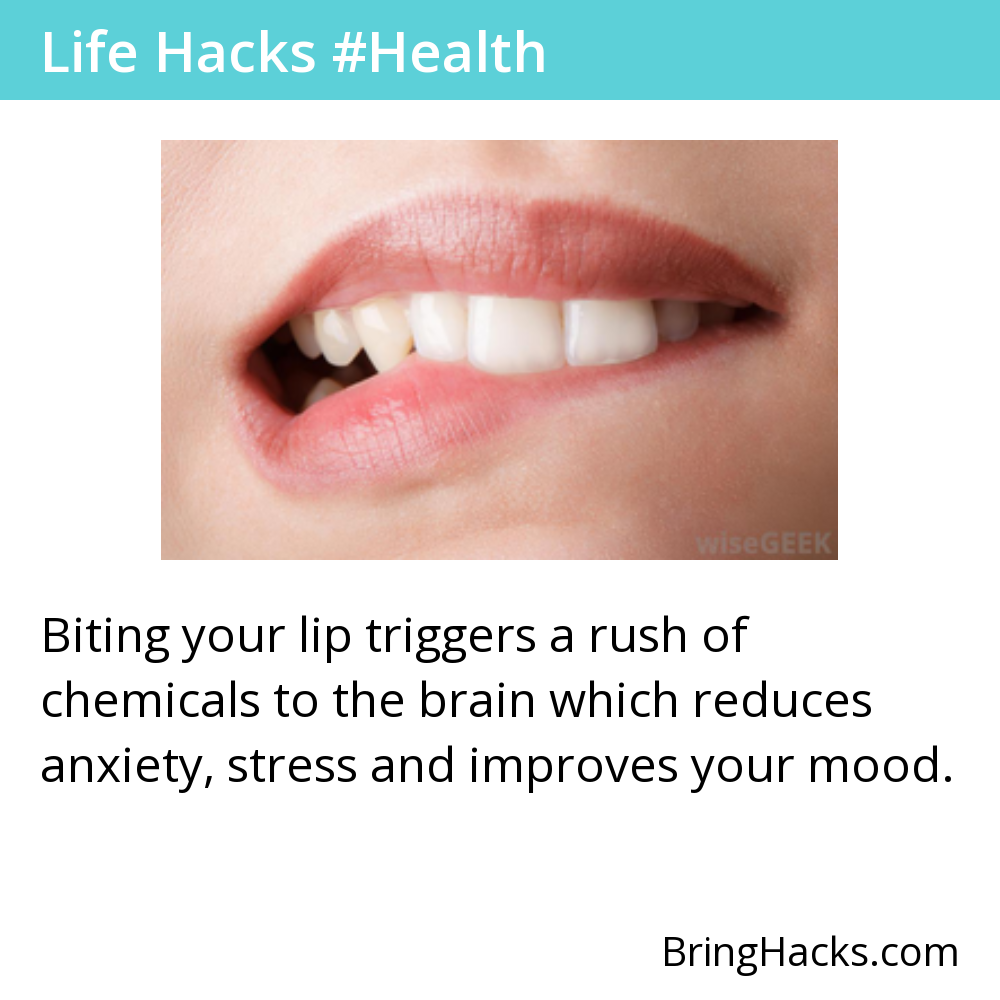 Life Hacks #Health
wiseGEEK
Biting your lip triggers a rush of
chemicals to the brain which reduces
anxiety, stress and improves your mood.
BringHacks.com